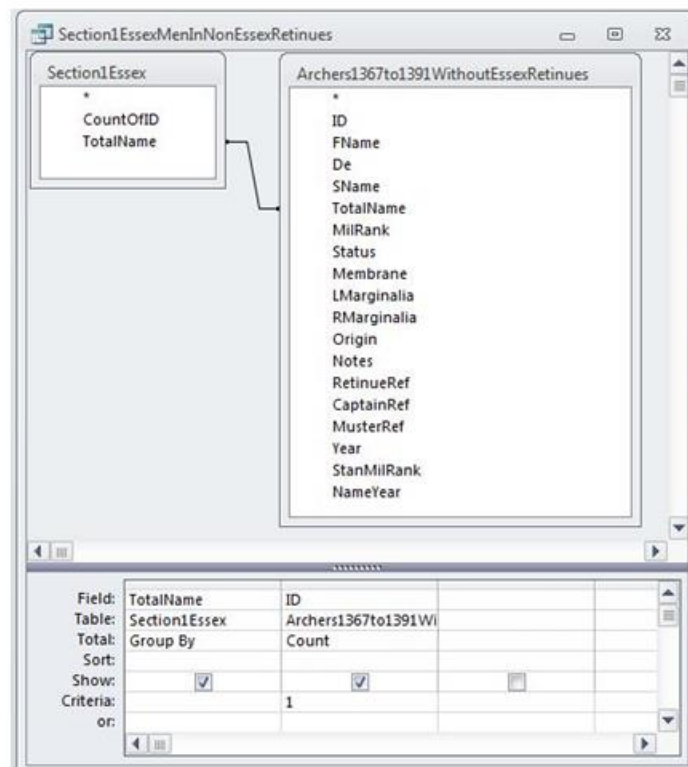 Section1EssexMenInNonEssexRetinues
Section1Essex
*
CountOfID
TotalName
Archers1367to1391WithoutEssexRetinues
*
ID
FName
De
SName
TotalName
MilRank
Status
Membrane
LMarginalia
RMarginalia
Origin
Notes
RetinueRef
CaptainRef
MusterRef
Year
StanMilRank
NameYear
Field: TotalName ID
Table: Section1Essex Archers1367to1391Wi
Total: Group By Count
Sort:
Show:
Criteria: 1
or: